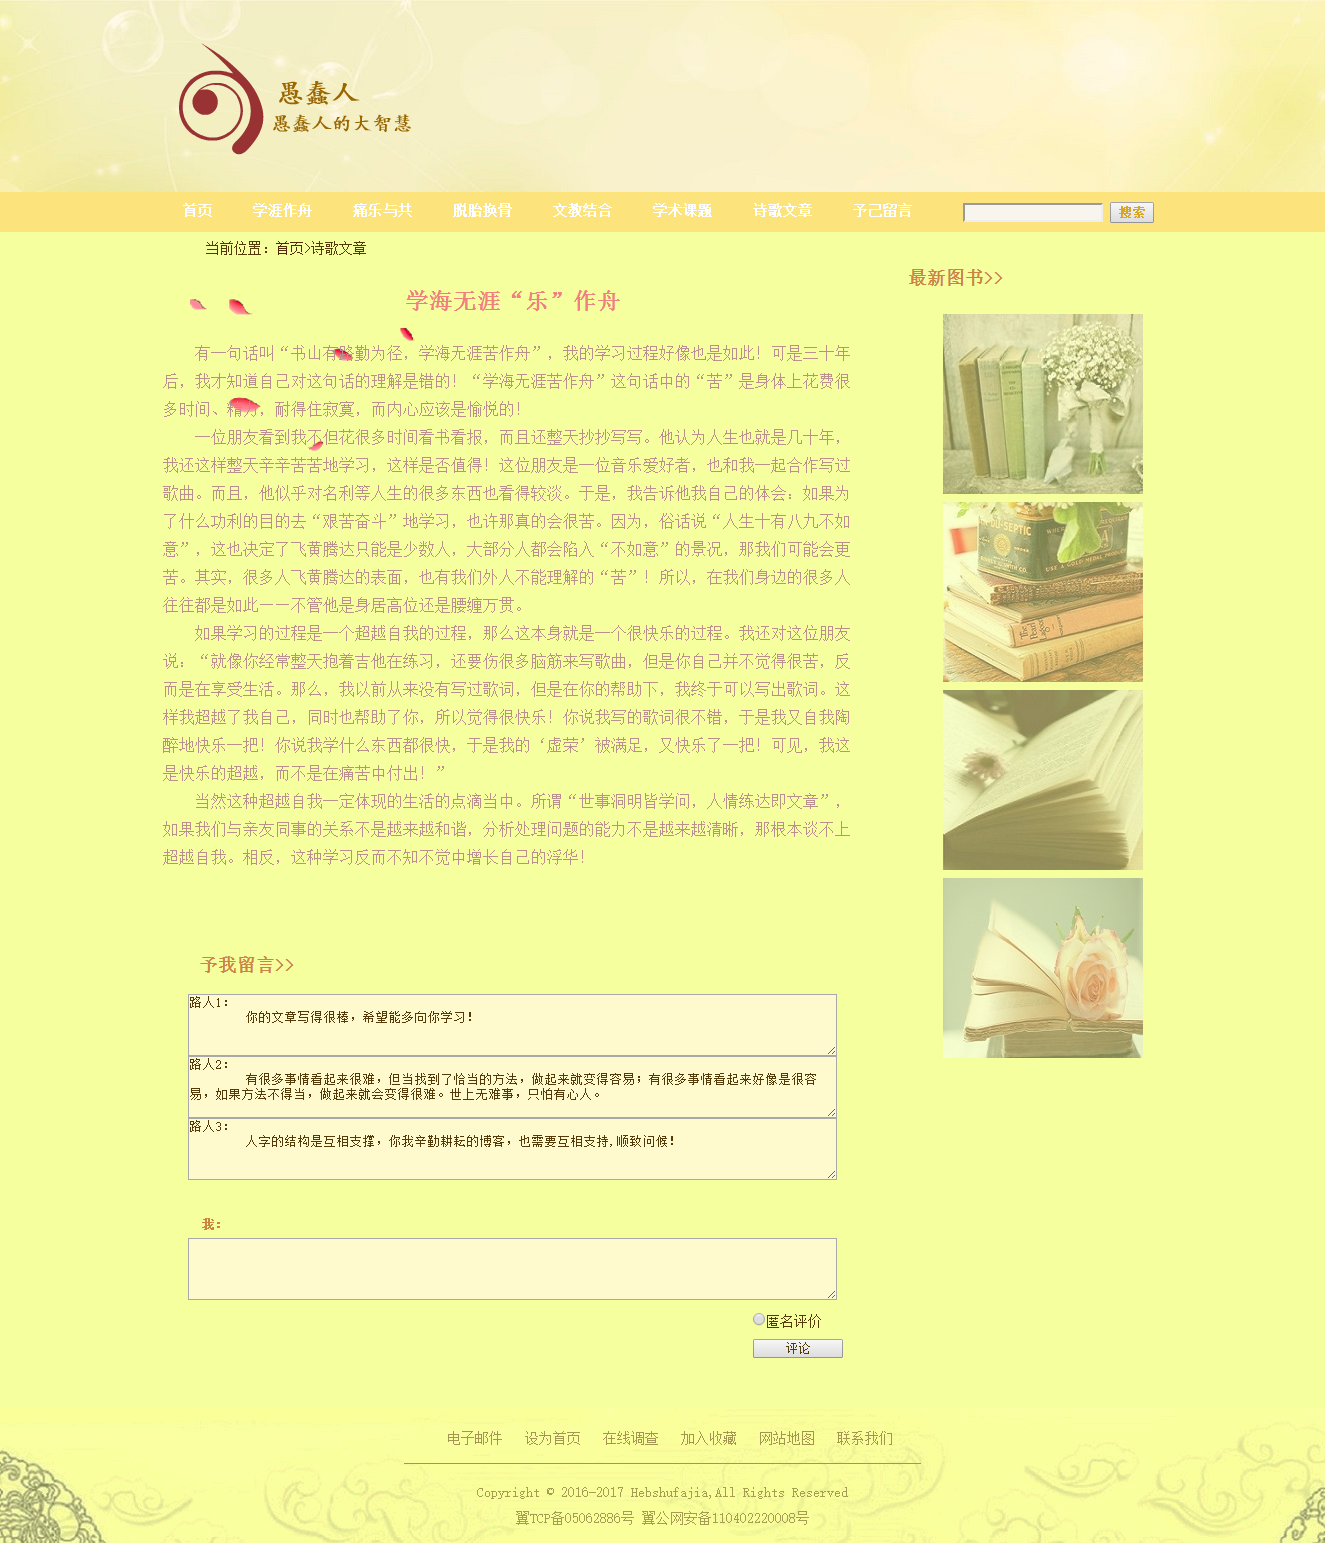 愚蠢人
愚蠢人的大智慧
首页 学涯作舟 痛乐与共 脱胎换骨 文教结合 学术课题 诗歌文章 予己留言 搜索
当前位置：首页>诗歌文章
最新图书>>
学海无涯“乐”作舟
有一句话叫“书山有路勤为径，学海无涯苦作舟”，我的学习过程好像也是如此！可是三十年
后，我才知道自己对这句话的理解是错的！“学海无涯苦作舟”这句话中的“苦”是身体上花费很
多时间、精力，耐得住寂寞，而内心应该是愉悦的！
一位朋友看到我不但花很多时间看书看报，而且还整天抄抄写写。他认为人生也就是几十年，
我还这样整天辛辛苦苦地学习，这样是否值得！这位朋友是一位音乐爱好者，也和我一起合作写过
歌曲。而且，他似乎对名利等人生的很多东西也看得较淡。于是，我告诉他我自己的体会：如果为
了什么功利的目的去“艰苦奋斗”地学习，也许那真的会很苦。因为，俗话说“人生十有八九不如
意”，这也决定了飞黄腾达只能是少数人，大部分人都会陷入“不如意”的景况，那我们可能会更
苦。其实，很多人飞黄腾达的表面，也有我们外人不能理解的“苦”！所以，在我们身边的很多人
往往都是如此——不管他是身居高位还是腰缠万贯。
如果学习的过程是一个超越自我的过程，那么这本身就是一个很快乐的过程。我还对这位朋友
说：“就像你经常整天抱着吉他在练习，还要伤很多脑筋来写歌曲，但是你自己并不觉得很苦，反
而是在享受生活。那么，我以前从来没有写过歌词，但是在你的帮助下，我终于可以写出歌词。这
样我超越了我自己，同时也帮助了你，所以觉得很快乐！你说我写的歌词很不错，于是我又自我陶
醉地快乐一把！你说我学什么东西都很快，于是我的‘虚荣’被满足，又快乐了一把！可见，我这
是快乐的超越，而不是在痛苦中付出！”
当然这种超越自我一定体现的生活的点滴当中。所谓“世事洞明皆学问，人情练达即文章”，
如果我们与亲友同事的关系不是越来越和谐，分析处理问题的能力不是越来越清晰，那根本谈不上
超越自我。相反，这种学习反而不知不觉中增长自己的浮华！
予我留言>>
路人1：
你的文章写得很棒，希望能多向你学习！
路人2：
有很多事情看起来很难，但当找到了恰当的方法，做起来就变得容易；有很多事情看起来好像是很容
易，如果方法不得当，做起来就会变得很难。世上无难事，只怕有心人。
路人3：
人字的结构是互相支撑，你我辛勤耕耘的博客，也需要互相支持,顺致问候！
我：
匿名评价
评论
电子邮件 设为首页 在线调查 加入收藏 网站地图 联系我们
Copyright © 2016-2017 Hebshufajia,All Rights Reserved
翼TCP备05062886号 翼公网安备110402220008号